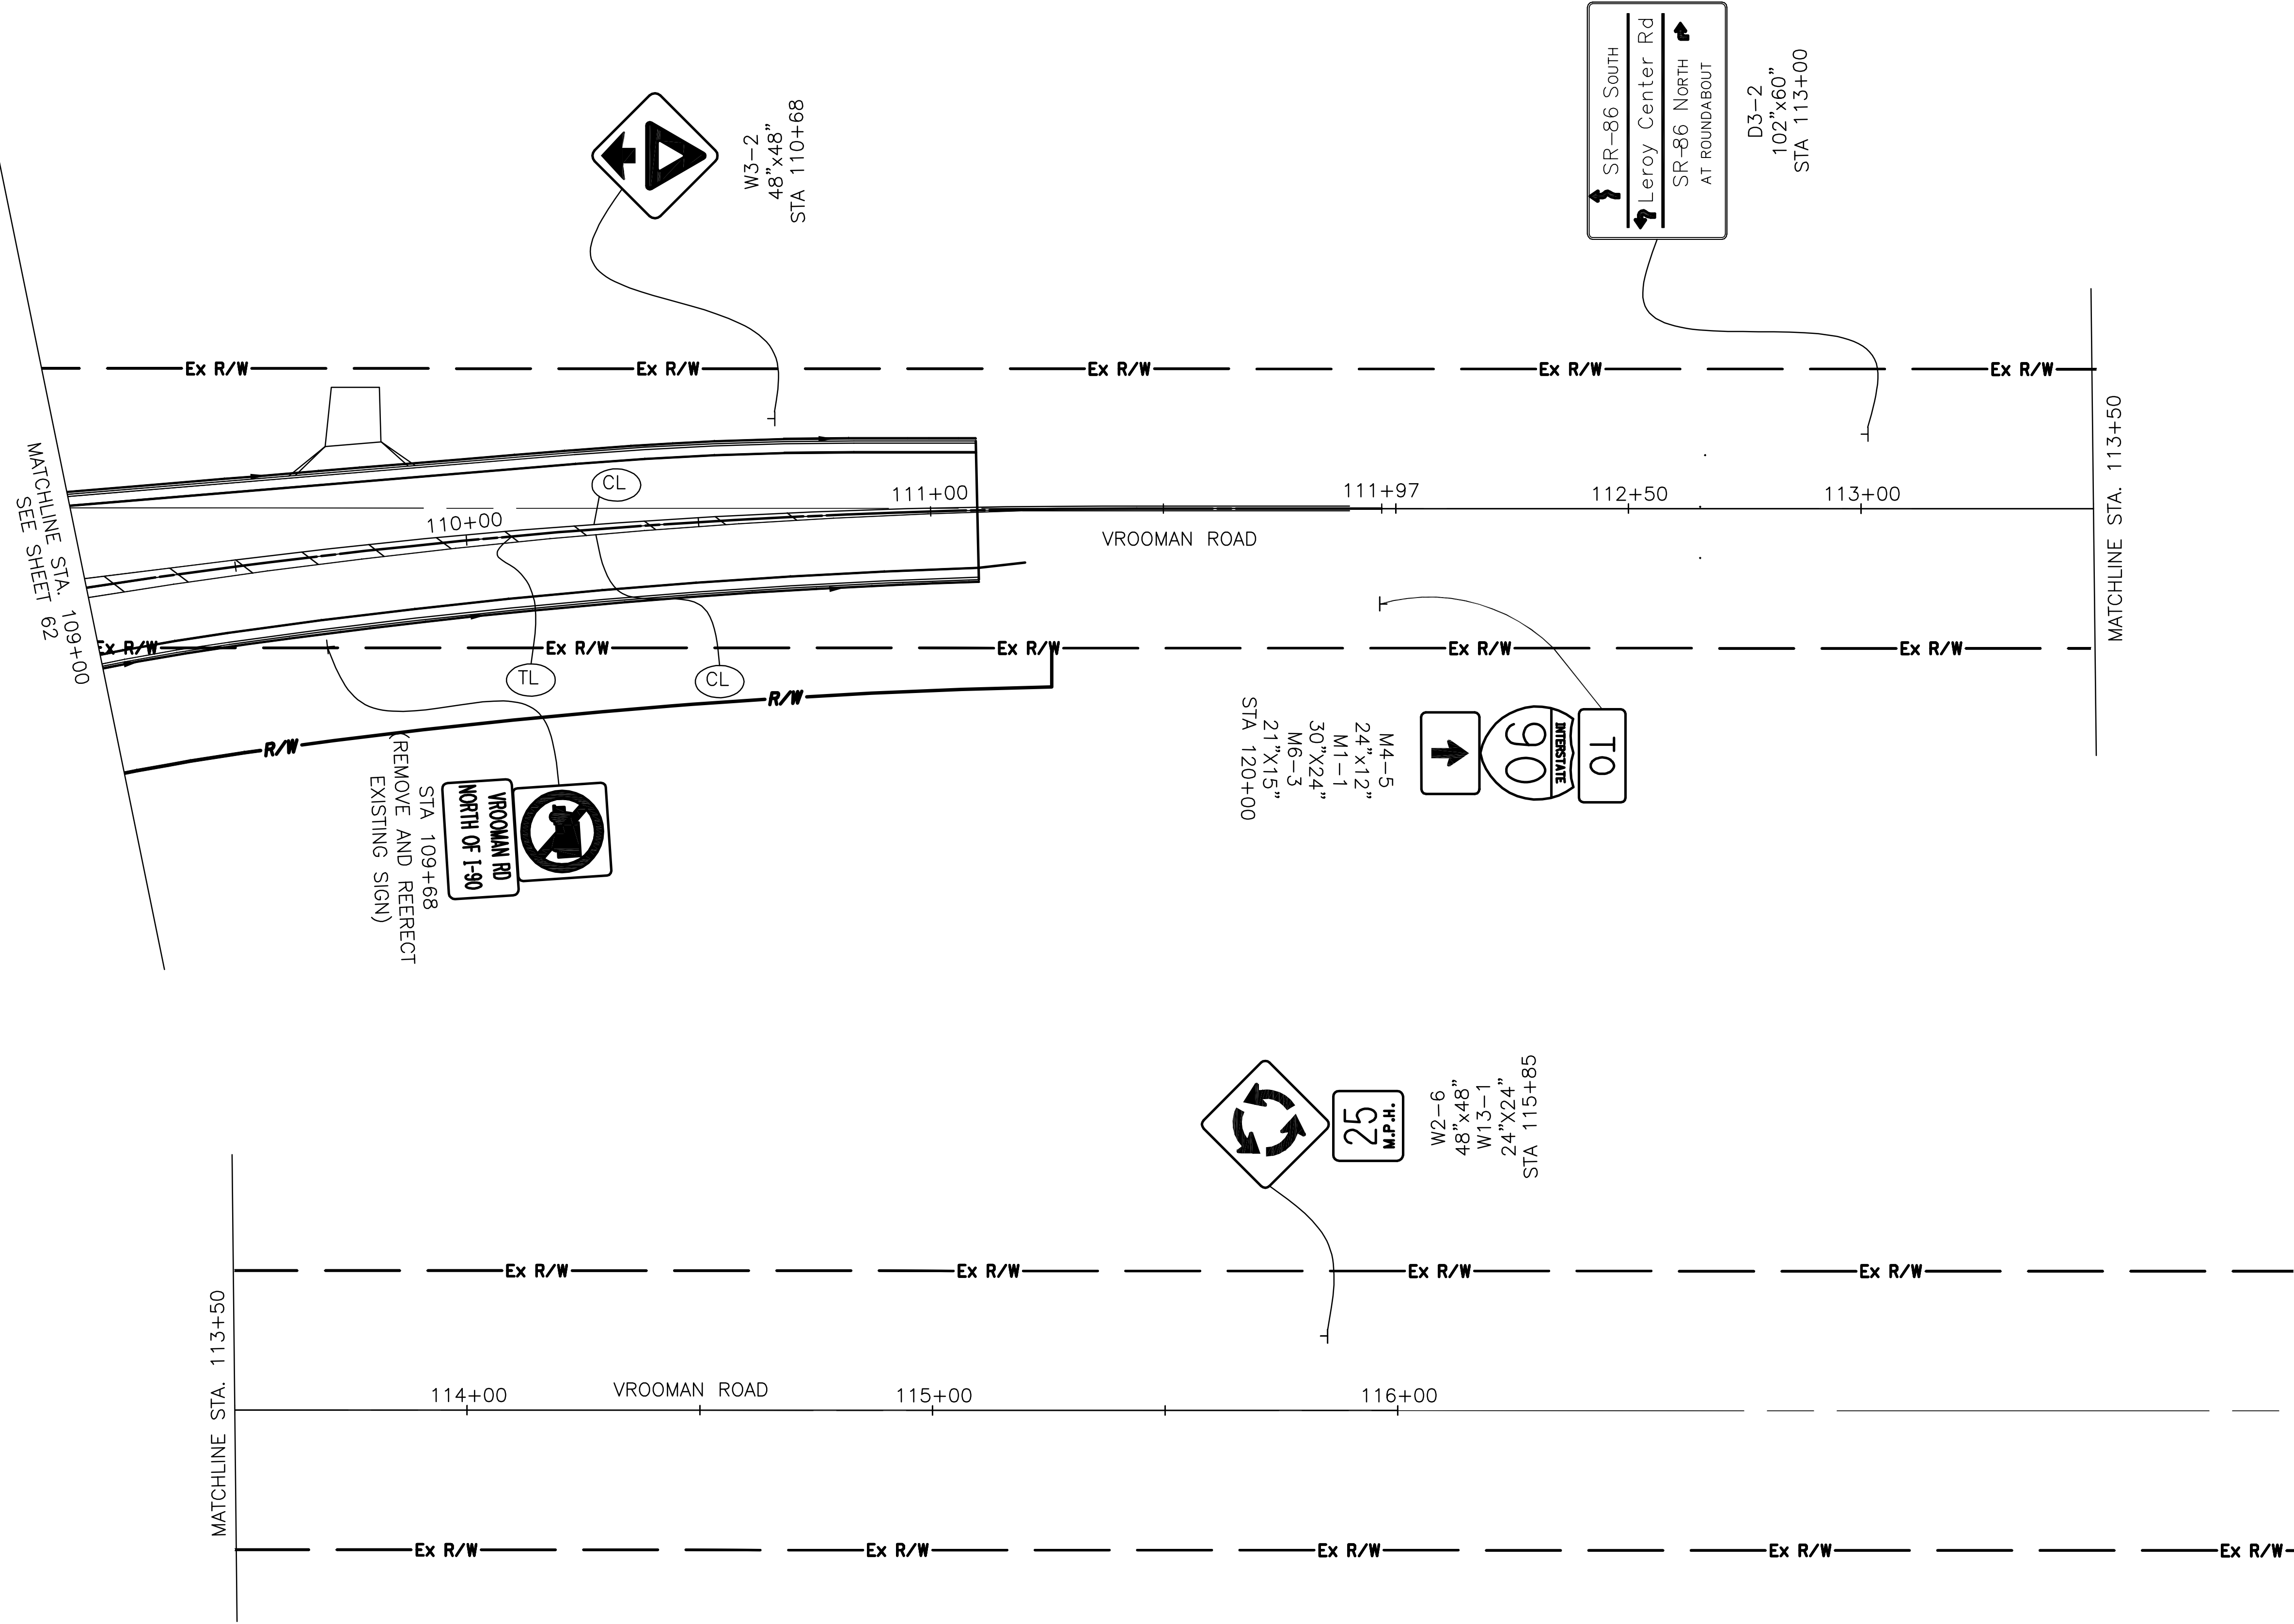 SR-86 SOUTH
Leroy Center Rd
SR-86 NORTH
AT ROUNDABOUT
D3-2
102"x60"
STA 113+00
W3-2
48"x48"
STA 110+68
Ex R/W
Ex R/W
Ex R/W
Ex R/W
Ex R/W
MATCHLINE STA. 109+00
SEE SHEET 62
CL
110+00
111+00
111+97
112+50
113+00
VROOMAN ROAD
MATCHLINE STA. 113+50
Ex R/W
Ex R/W
Ex R/W
Ex R/W
Ex R/W
TL
CL
R/W
R/W
TO
INTERSTATE
90
M4-5
24"x12"
M1-1
30"X24"
M6-3
21"X15"
STA 120+00
VROOMAN RD
NORTH OF I-90
STA 109+68
(REMOVE AND REERECT
EXISTING SIGN)
25
M.P.H.
W2-6
48"x48"
W13-1
24"X24"
STA 115+85
Ex R/W
Ex R/W
Ex R/W
Ex R/W
MATCHLINE STA. 113+50
114+00
VROOMAN ROAD
115+00
116+00
Ex R/W
Ex R/W
Ex R/W
Ex R/W
Ex R/W